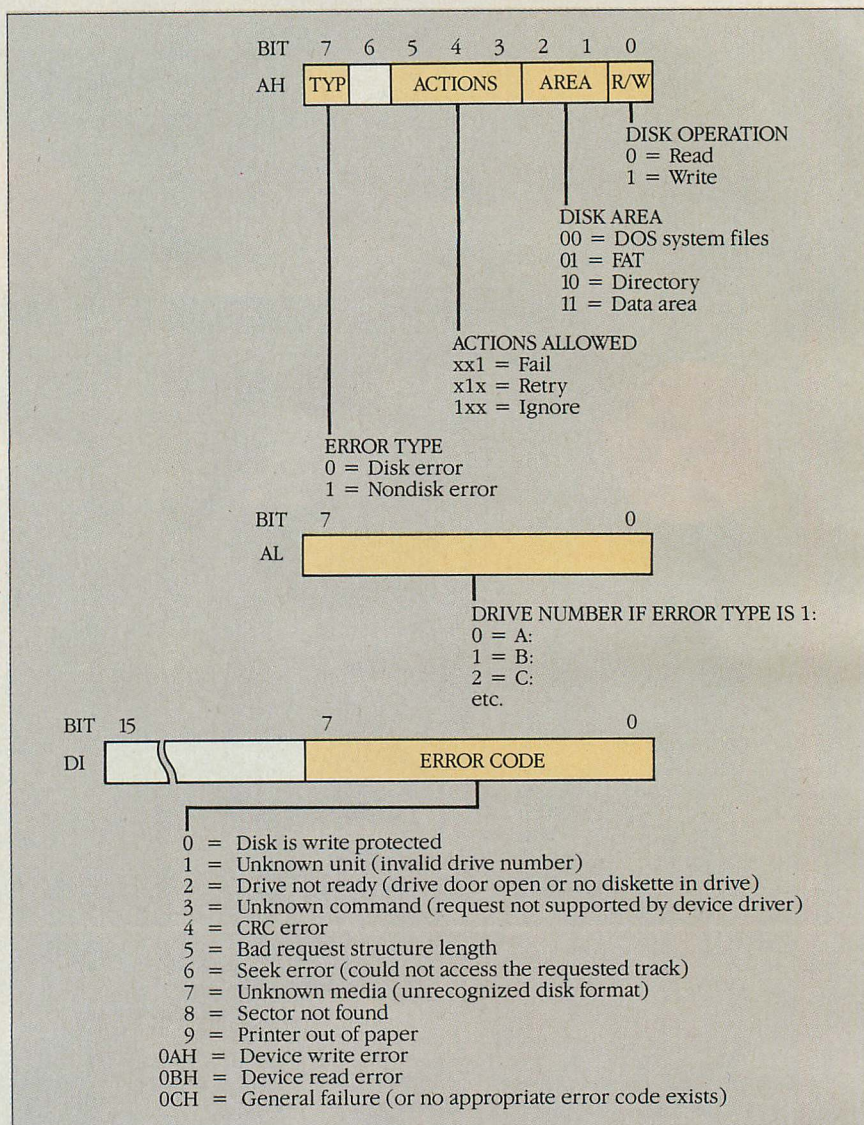 BIT 7 6 5 4 3 2 1 0
AH TYP ACTIONS AREA R/W
DISK OPERATION
0 = Read
1 = Write
DISK AREA
00 = DOS system files
01 = FAT
10 = Directory
11 = Data area
ACTIONS ALLOWED
xx1 = Fail
x1x = Retry
1xx = Ignore
ERROR TYPE
0 = Disk error
1 = Nondisk error
BIT 7 0
AL
DRIVE NUMBER IF ERROR TYPE IS 1:
0 = A:
1 = B:
2 = C:
etc.
BIT 15 7 0
DI ERROR CODE
0 = Disk is write protected
1 = Unknown unit (invalid drive number)
2 = Drive not ready (drive door open or no diskette in drive)
3 = Unknown command (request not supported by device driver)
4 = CRC error
5 = Bad request structure length
6 = Seek error (could not access the requested track)
7 = Unknown media (unrecognized disk format)
8 = Sector not found
9 = Printer out of paper
0AH = Device write error
0BH = Device read error
0CH = General failure (or no appropriate error code exists)